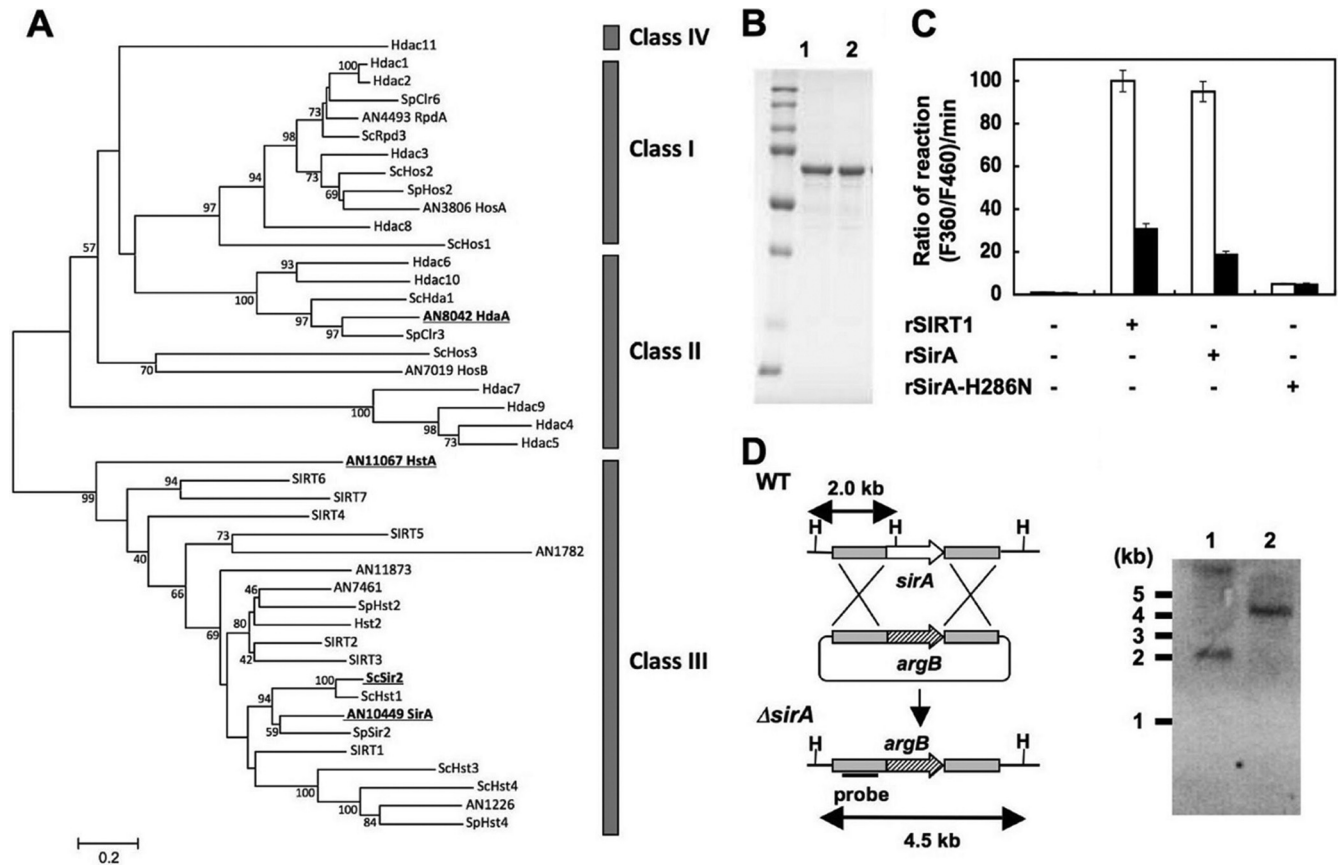 A
Hdac11
Hdac1
100
Hdac2
SpClr6
73
AN4493 RpdA
98
ScRpd3
Hdac3
94
73
ScHos2
SpHos2
69
AN3806 HosA
97
Hdac8
ScHos1
57
93
Hdac6
Hdac10
100
ScHda1
97
AN8042 HdaA
97
SpClr3
ScHos3
70
AN7019 HosB
Hdac7
100
Hdac9
98
Hdac4
73
Hdac5
AN11067 HstA
99
94
SIRT6
SIRT7
SIRT4
40
73
SIRT5
AN1782
66
AN11873
46
AN7461
SpHst2
80
Hst2
69
SIRT2
42
SIRT3
100
ScSir2
94
ScHst1
AN10449 SirA
59
SpSir2
SIRT1
ScHst3
100
ScHst4
100
AN1226
84
SpHst4
0.2
Class IV
Class I
Class II
Class III
B
1 2
C
Ratio of reaction
(F360/F460)/min
100
80
60
40
20
0
rSIRT1 - + - -
rSirA - - + -
rSirA-H286N - - - +
D
WT
2.0 kb
H H H
sirA
argB
ΔsirA
argB
H H
probe
4.5 kb
1 2
(kb)
5
4
3
2
1